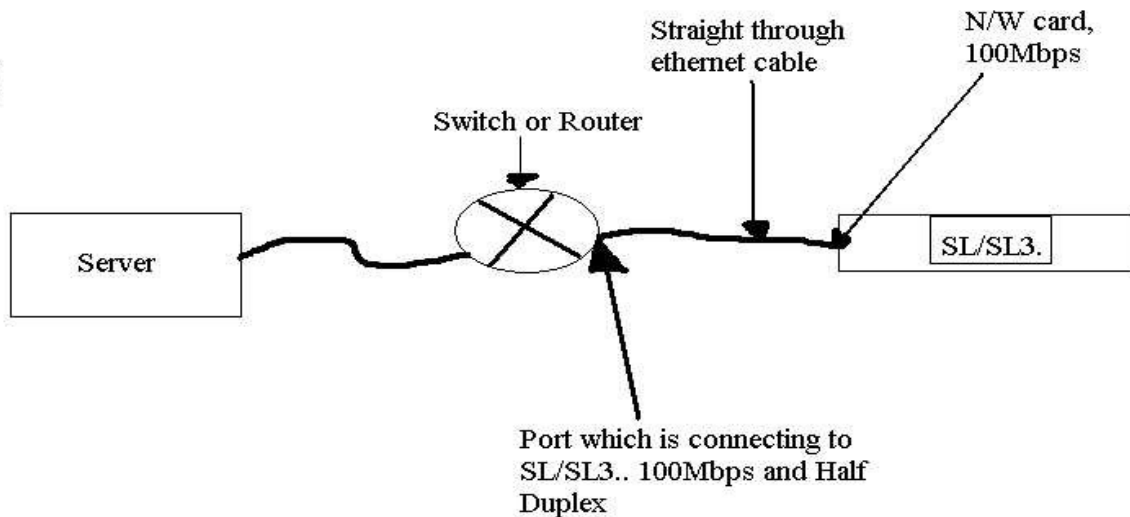 Straight through
ethernet cable
N/W card,
100Mbps
Switch or Router
Server
SL/SL3.
Port which is connecting to
SL/SL3.. 100Mbps and Half
Duplex